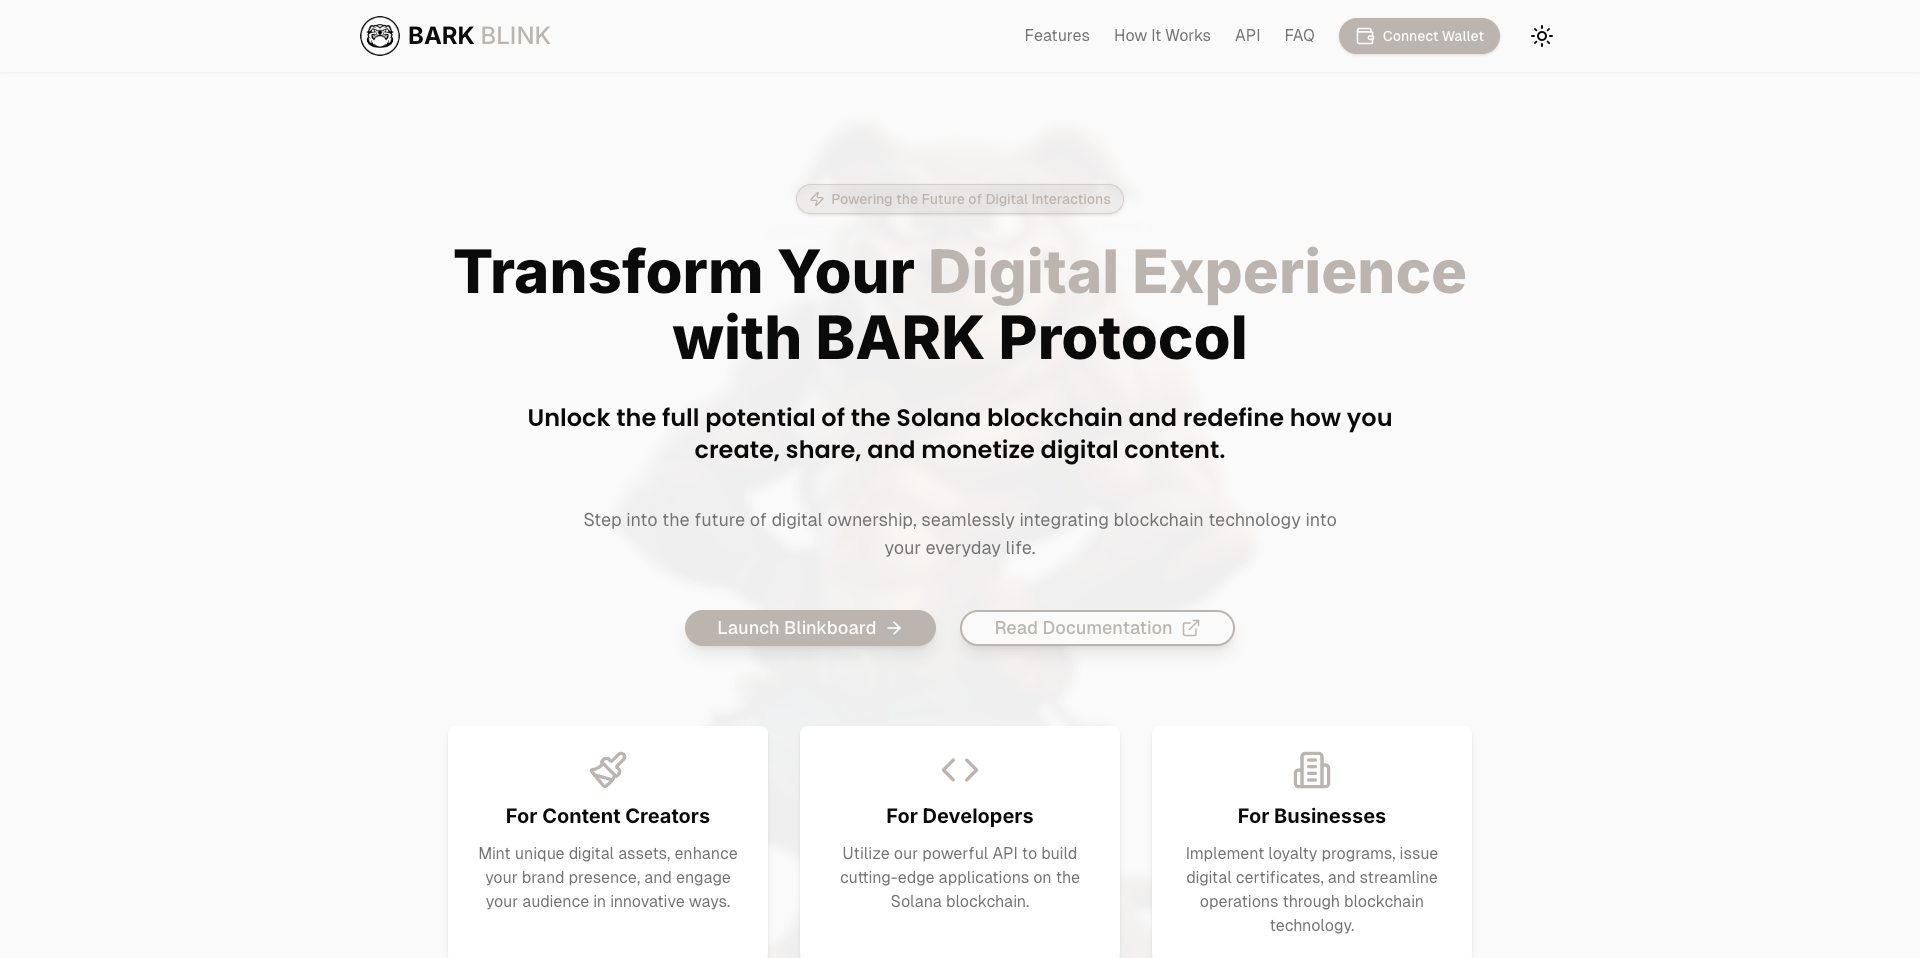 BARK BLINK
Features
How It Works
API
FAQ
Connect Wallet
Powering the Future of Digital Interactions
Transform Your Digital Experience
with BARK Protocol
Unlock the full potential of the Solana blockchain and redefine how you
create, share, and monetize digital content.
Step into the future of digital ownership, seamlessly integrating blockchain technology into
your everyday life.
Launch Blinkboard
Read Documentation
For Content Creators
Mint unique digital assets, enhance
your brand presence, and engage
your audience in innovative ways.
For Developers
Utilize our powerful API to build
cutting-edge applications on the
Solana blockchain.
For Businesses
Implement loyalty programs, issue
digital certificates, and streamline
operations through blockchain
technology.